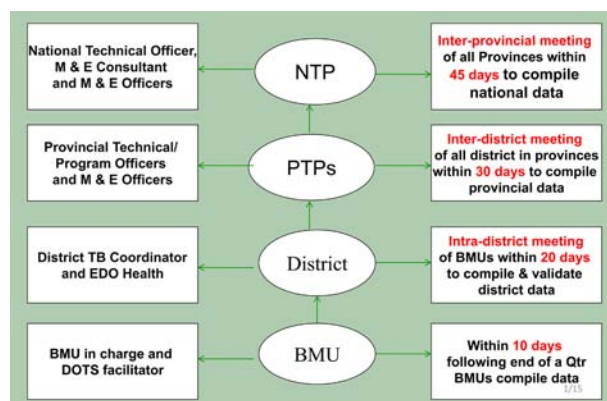 National Technical Officer,
M & E Consultant
and M & E Officers
NTP
Inter-provincial meeting
of all Provinces within
45 days to compile
national data
Provincial Technical/
Program Officers
and M & E Officers
PTPs
Inter-district meeting
of all district in provinces
within 30 days to compile
provincial data
District TB Coordinator
and EDO Health
District
Intra-district meeting
of BMUs within 20 days
to compile & validate
district data
BMU in charge and
DOTS facilitator
BMU
Within 10 days
following end of a Qtr
BMUs compile data
1/15